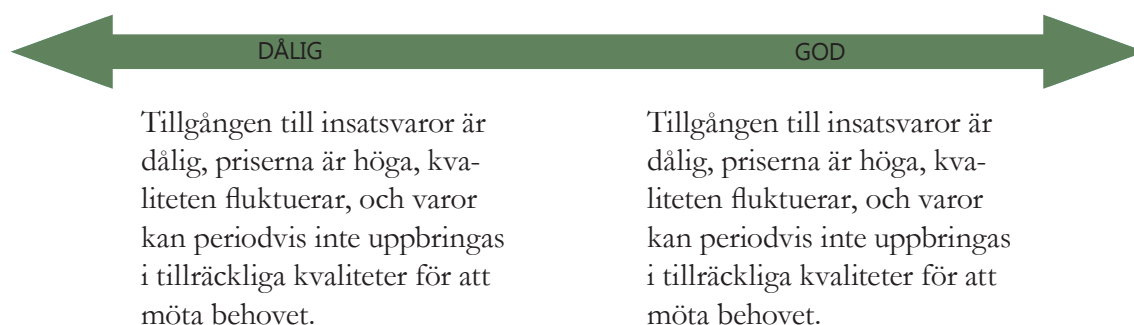 DÅLIG
GOD
Tillgången till insatsvaror är
dålig, priserna är höga, kva-
liteten fluktuerar, och varor
kan periodvis inte uppbringas
i tillräckliga kvaliteter för att
möta behovet.
Tillgången till insatsvaror är
dålig, priserna är höga, kva-
liteten fluktuerar, och varor
kan periodvis inte uppbringas
i tillräckliga kvaliteter för att
möta behovet.